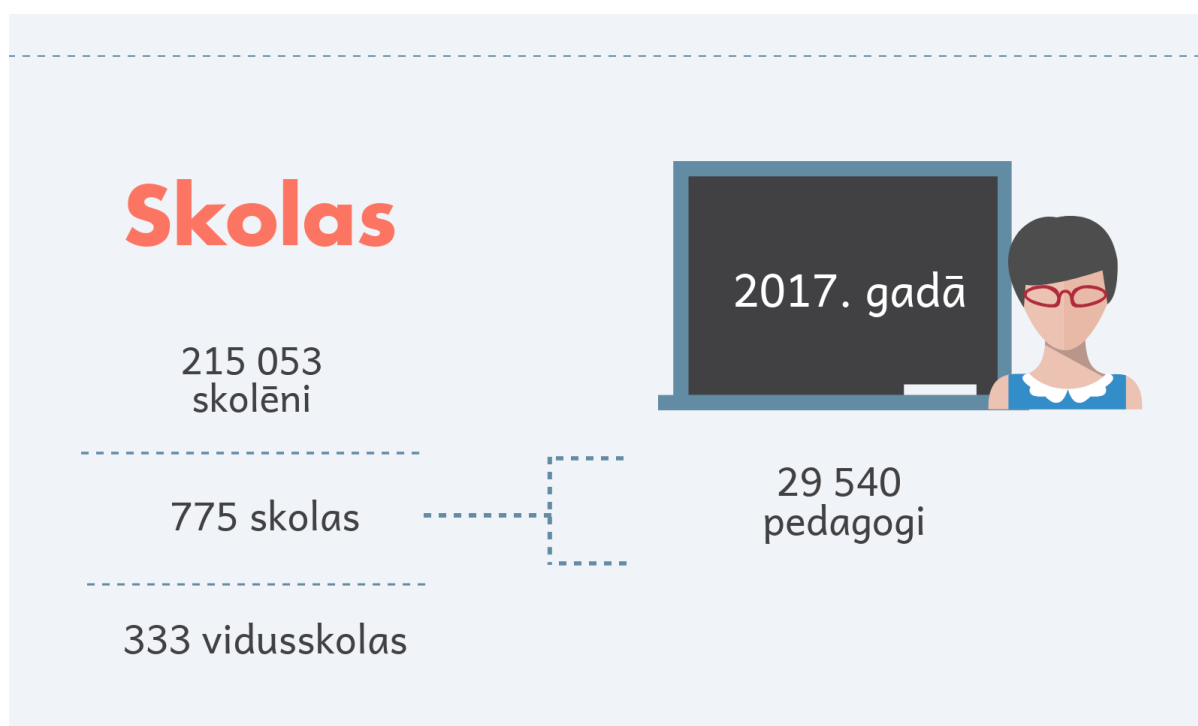 Skolas
2017. gadā
215 053
skolēni
775 skolas
29 540
pedagogi
333 vidusskolas